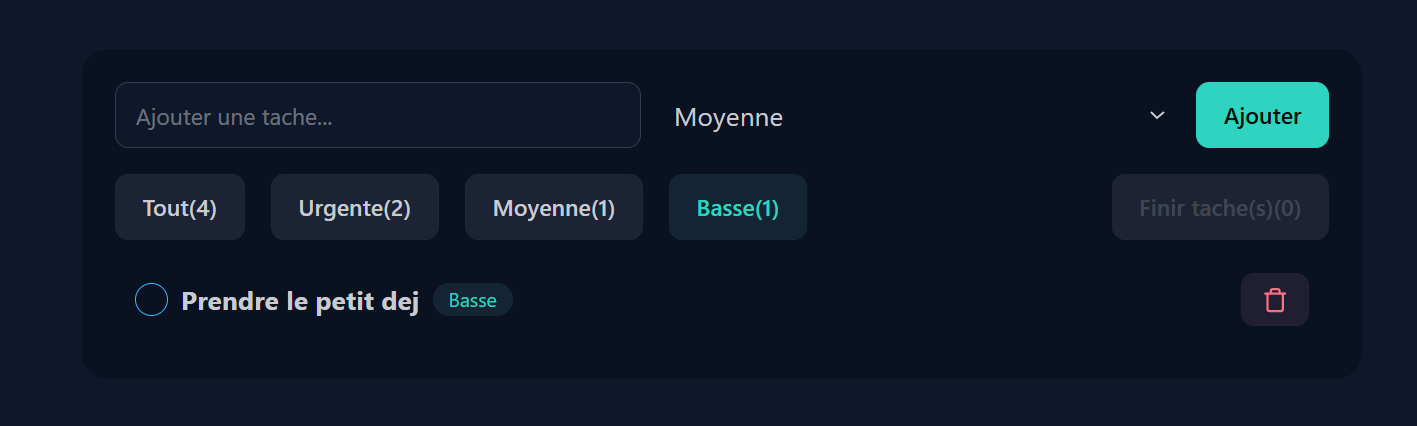 Ajouter une tache...
Moyenne
Ajouter
Tout(4)
Urgente(2)
Moyenne(1)
Basse(1)
Finir tache(s)(0)
Prendre le petit dej
Basse